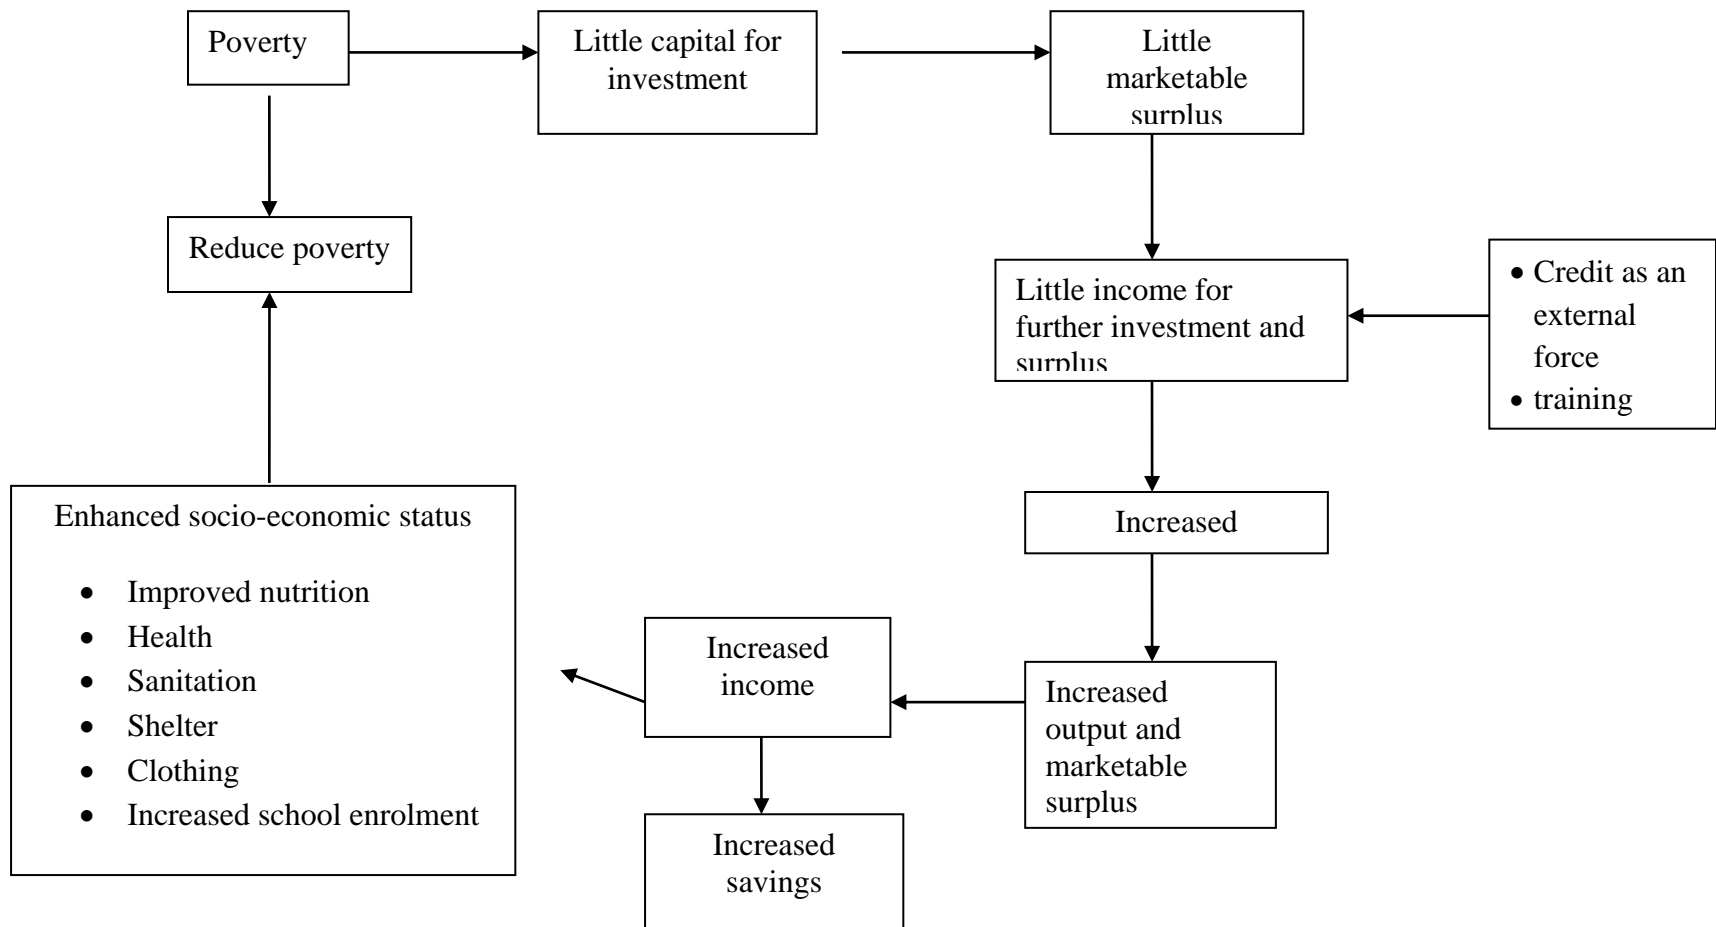 Poverty
Little capital for
investment
Little
marketable
surplus
Reduce poverty
Little income for
further investment and
surplus
• Credit as an
external
force
• training
Increased
Enhanced socio-economic status
• Improved nutrition
• Health
• Sanitation
• Shelter
• Clothing
• Increased school enrolment
Increased
income
Increased
output and
marketable
surplus
Increased
savings